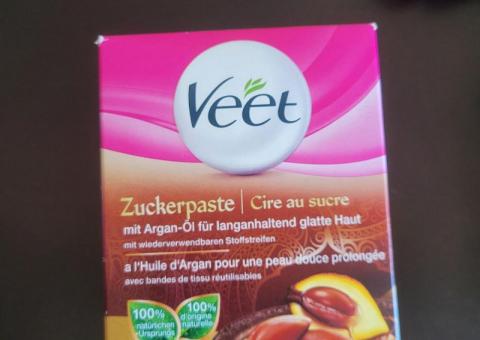 Veet
Zuckerpaste | Cire au sucre
mit Argan-Öl für langanhaltend glatte Haut
mit wiederverwendbaren Stoffstreifen
a l'Huile d'Argan pour une peau douce prolongée
avec bandes de tissu réutilisables
100%
natürlichen
Ursprungs
100%
d'origine
naturelle